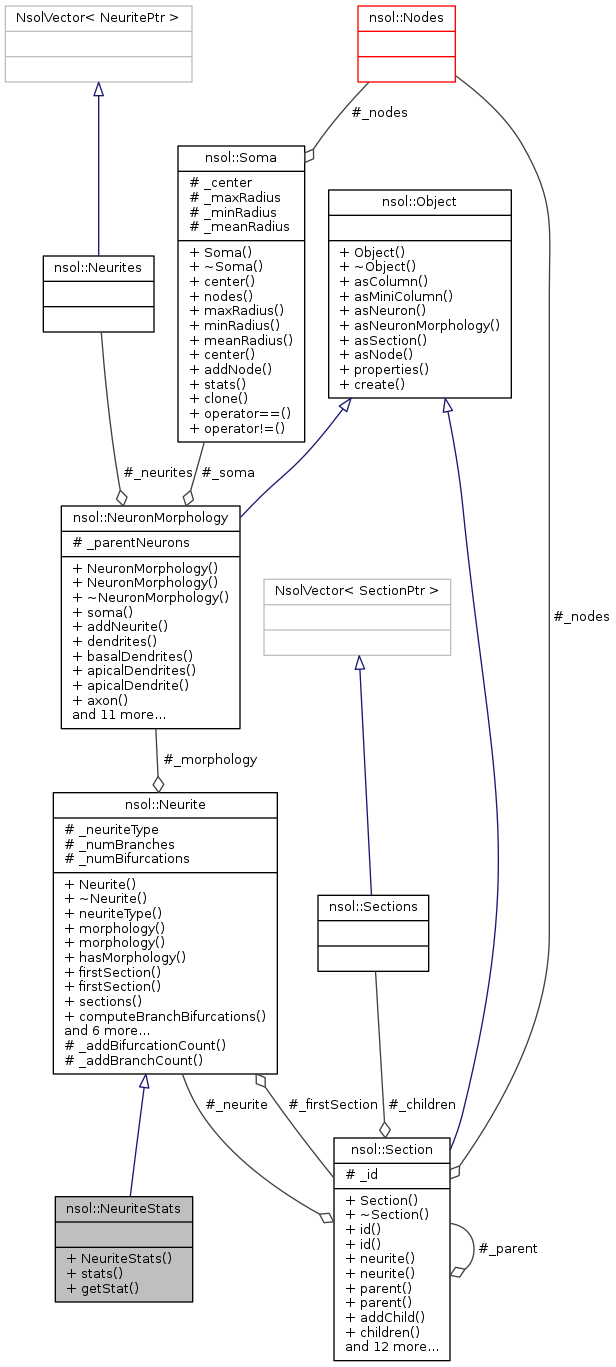 NsolVector< NeuritePtr >
nsol::Nodes
#_nodes
nsol::Soma
# _center
# _maxRadius
# _minRadius
# _meanRadius
+ Soma()
+ ~Soma()
+ center()
+ nodes()
+ maxRadius()
+ minRadius()
+ meanRadius()
+ center()
+ addNode()
+ stats()
+ clone()
+ operator==()
+ operator!=()
nsol::Object
+ Object()
+ ~Object()
+ asColumn()
+ asMiniColumn()
+ asNeuron()
+ asNeuronMorphology()
+ asSection()
+ asNode()
+ properties()
+ create()
nsol::Neurites
#_neurites
#_soma
nsol::NeuronMorphology
# _parentNeurons
+ NeuronMorphology()
+ NeuronMorphology()
+ ~NeuronMorphology()
+ soma()
+ addNeurite()
+ dendrites()
+ basalDendrites()
+ apicalDendrites()
+ apicalDendrite()
+ axon()
and 11 more...
NsolVector< SectionPtr >
#_nodes
#_morphology
nsol::Neurite
# _neuriteType
# _numBranches
# _numBifurcations
+ Neurite()
+ ~Neurite()
+ neuriteType()
+ morphology()
+ morphology()
+ hasMorphology()
+ firstSection()
+ firstSection()
+ sections()
+ computeBranchBifurcations()
and 6 more...
# _addBifurcationCount()
# _addBranchCount()
nsol::Sections
#_neurite
#_firstSection
#_children
nsol::Section
# _id
+ Section()
+ ~Section()
+ id()
+ id()
+ neurite()
+ neurite()
+ parent()
+ parent()
+ addChild()
+ children()
and 12 more...
#_parent
nsol::NeuriteStats
+ NeuriteStats()
+ stats()
+ getStat()